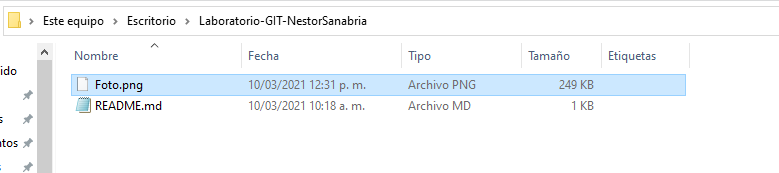 Este equipo > Escritorio > Laboratorio-GIT-NestorSanabria
Nombre Fecha Tipo Tamaño Etiquetas
Foto.png 10/03/2021 12:31 p. m. Archivo PNG 249 KB
README.md 10/03/2021 10:18 a. m. Archivo MD 1 KB
ido
s
ntos
s